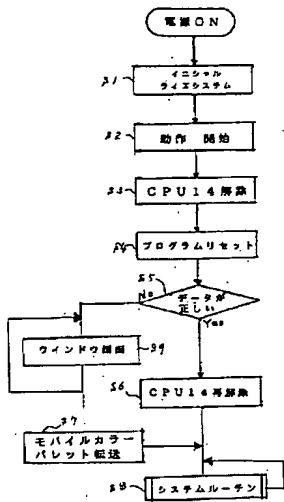 電源ON
S1
イニシャル
ライズシステム
S2
動作 開始
S3
CPU14解除
S4
プログラムリセット
S5
No
データが
正しい
Yes
ウインドウ画面
S9
S6
CPU14再解除
S7
モバイルカラー
パレット転送
S8
システムルーチン